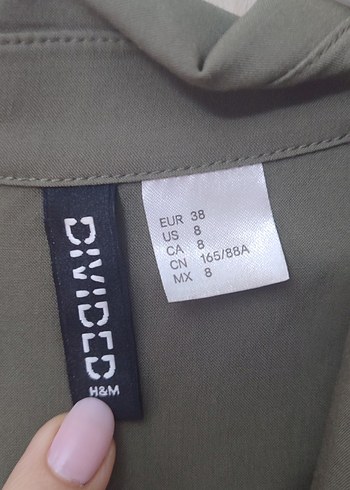 DIVIDED
H&M
EUR 38
US 8
CA 8
CN 165/88A
MX 8